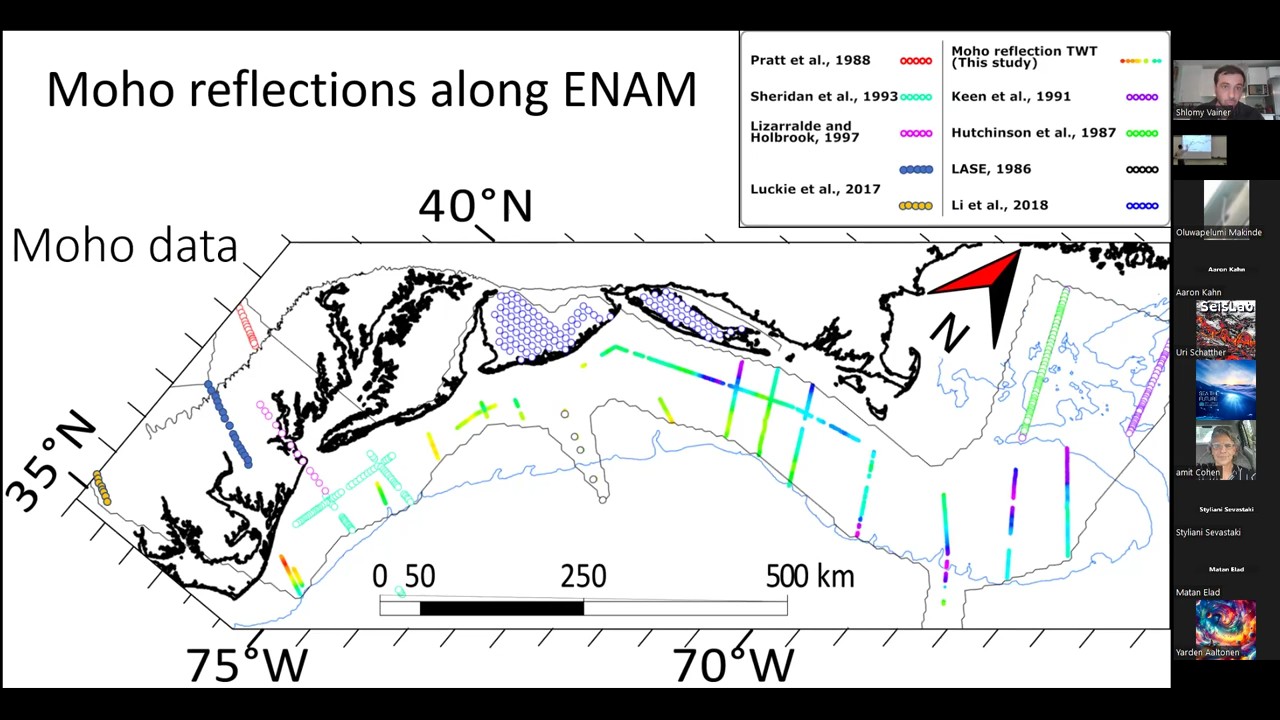 Moho reflections along ENAM
Pratt et al., 1988
Sheridan et al., 1993
Lizarralde and
Holbrook, 1997
Luckie et al., 2017
Moho reflection TWT
(This study)
Keen et al., 1991
Hutchinson et al., 1987
LASE, 1986
Li et al., 2018
40°N
Moho data
N
35°N
0 50 250 500 km
75°W
70°W
Shlomy Vainer
Oluwapelumi Makinde
Aaron Kahn
Aaron Kahn
SeisLab
Uri Schattner
amit Cohen
Styliani Sevastaki
Styliani Sevastaki
Matan Elad
Matan Elad
Yarden Aaltonen